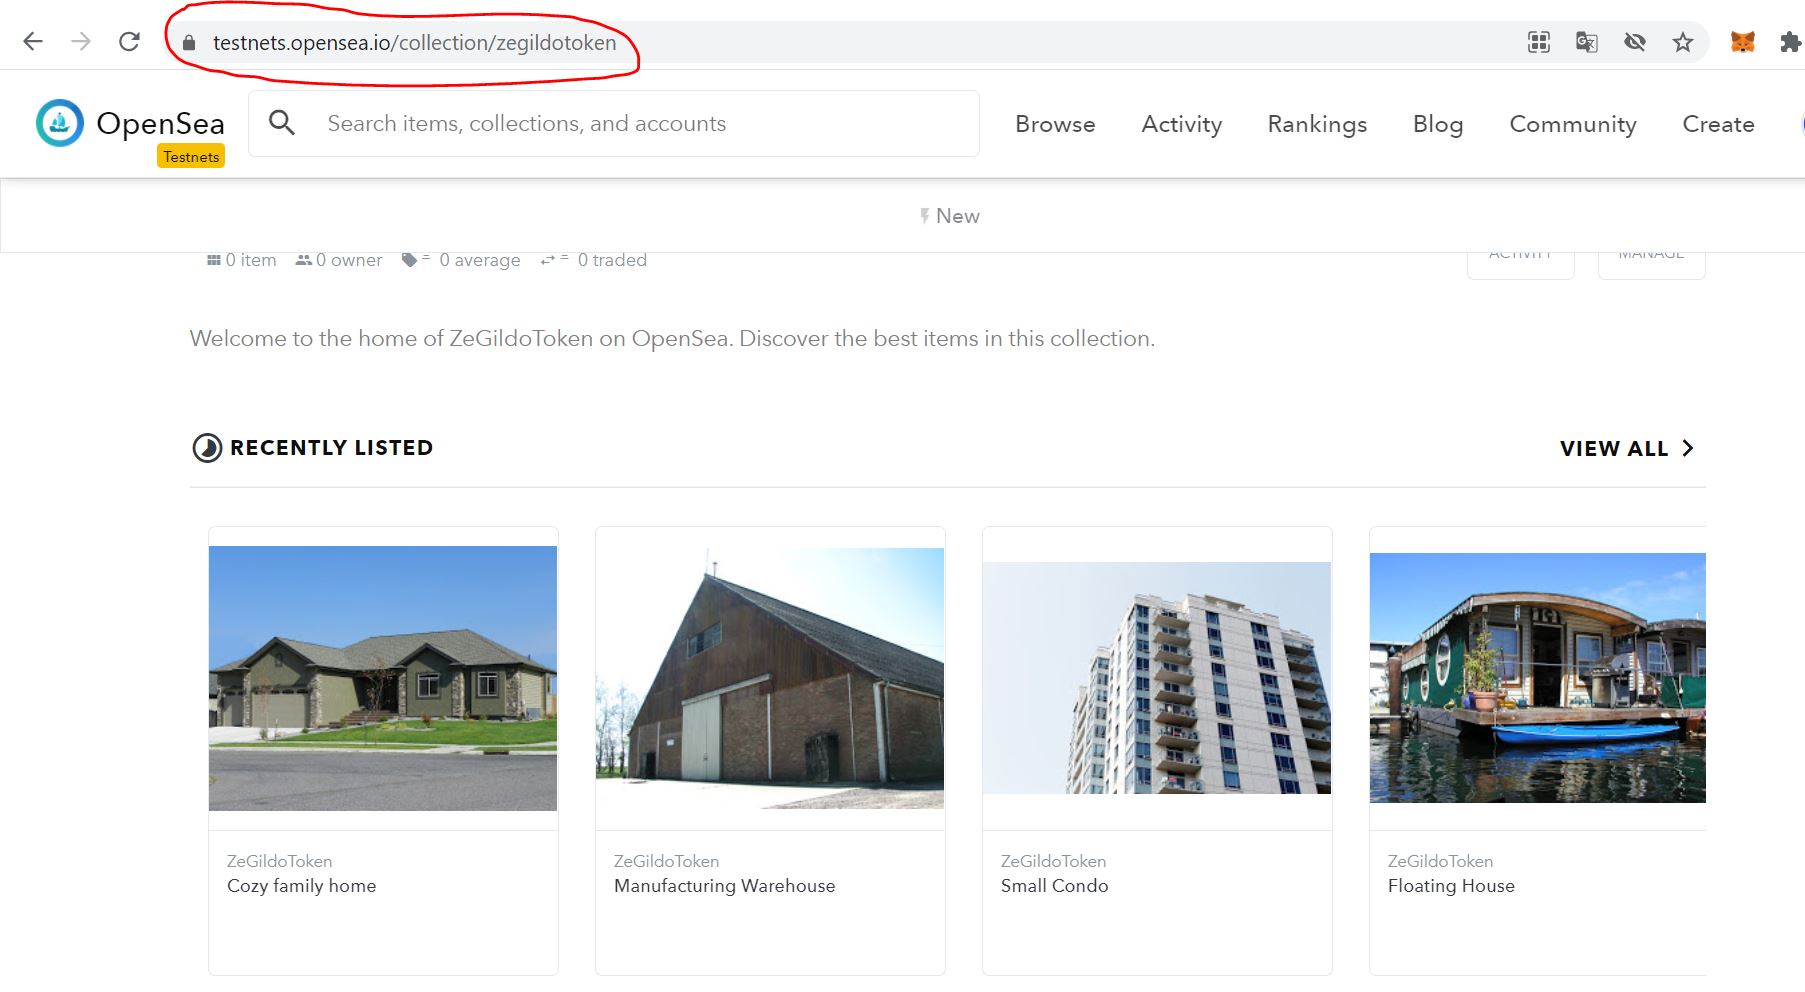 testnets.opensea.io/collection/zegildotoken
OpenSea
Testnets
Search items, collections, and accounts
Browse
Activity
Rankings
Blog
Community
Create
New
0 item
0 owner
= 0 average
= 0 traded
ACTIVITY
MANAGE
Welcome to the home of ZeGildoToken on OpenSea. Discover the best items in this collection.
RECENTLY LISTED
VIEW ALL
ZeGildoToken
Cozy family home
ZeGildoToken
Manufacturing Warehouse
ZeGildoToken
Small Condo
ZeGildoToken
Floating House